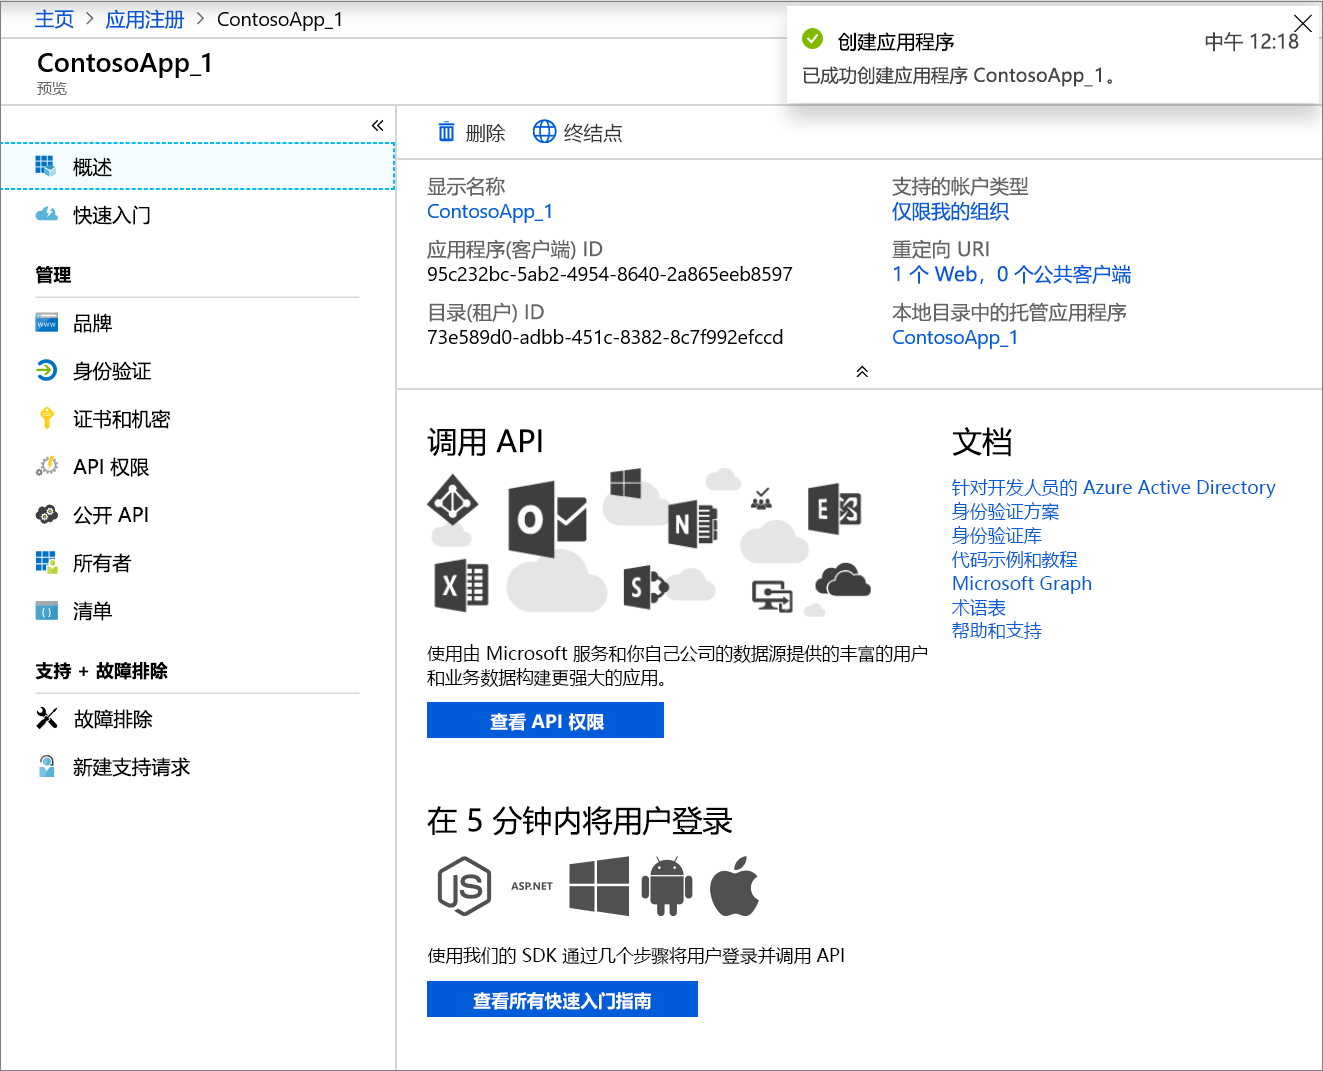 主页 > 应用注册 > ContosoApp_1
ContosoApp_1
预览
创建应用程序
中午 12:18
已成功创建应用程序 ContosoApp_1。
概述
快速入门
管理
品牌
身份验证
证书和机密
API 权限
公开 API
所有者
清单
支持 + 故障排除
故障排除
新建支持请求
删除
终结点
显示名称
ContosoApp_1
应用程序(客户端) ID
95c232bc-5ab2-4954-8640-2a865eeb8597
目录(租户) ID
73e589d0-adbb-451c-8382-8c7f992efccd
支持的帐户类型
仅限我的组织
重定向 URI
1 个 Web，0 个公共客户端
本地目录中的托管应用程序
ContosoApp_1
调用 API
使用由 Microsoft 服务和你自己公司的数据源提供的丰富的用户
和业务数据构建更强大的应用。
查看 API 权限
文档
针对开发人员的 Azure Active Directory
身份验证方案
身份验证库
代码示例和教程
Microsoft Graph
术语表
帮助和支持
在 5 分钟内将用户登录
JS
ASP.NET
使用我们的 SDK 通过几个步骤将用户登录并调用 API
查看所有快速入门指南